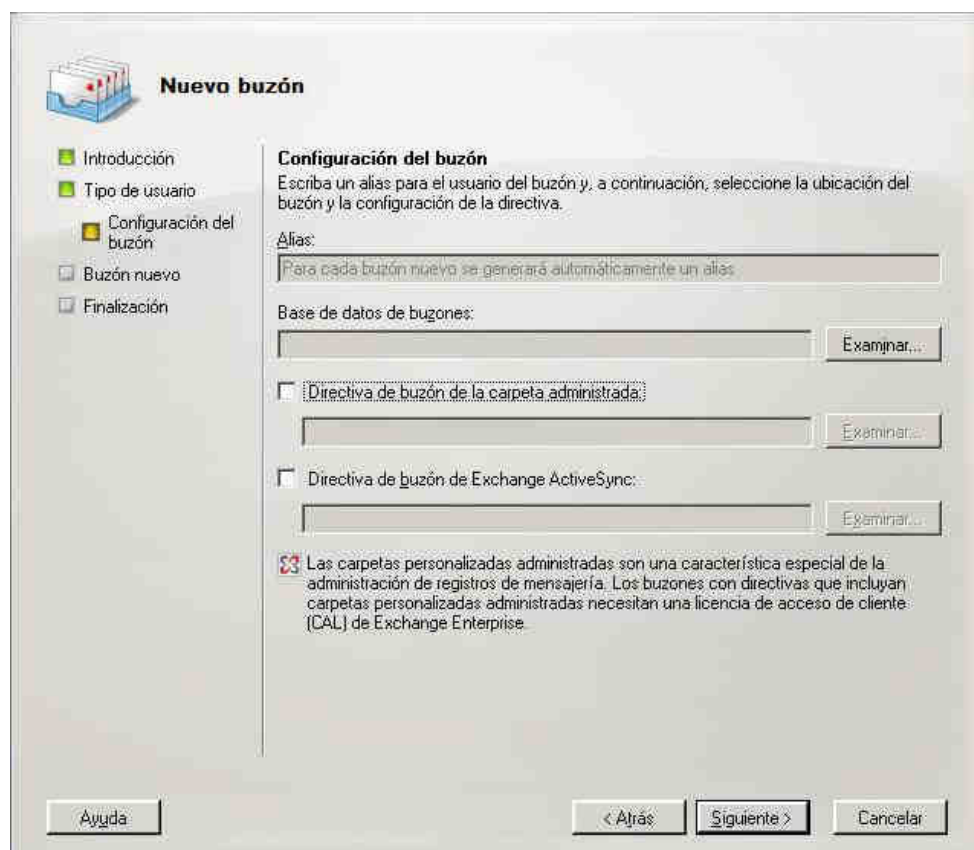 Nuevo buzón
Introducción
Tipo de usuario
Configuración del
buzón
Buzón nuevo
Finalización
Configuración del buzón
Escriba un alias para el usuario del buzón y, a continuación, seleccione la ubicación del
buzón y la configuración de la directiva.
Alias:
Para cada buzón nuevo se generará automáticamente un alias
Base de datos de buzones:
Examinar...
Directiva de buzón de la carpeta administrada:
Examinar...
Directiva de buzón de Exchange ActiveSync:
Examinar...
Las carpetas personalizadas administradas son una característica especial de la
administración de registros de mensajería. Los buzones con directivas que incluyan
carpetas personalizadas administradas necesitan una licencia de acceso de cliente
(CAL) de Exchange Enterprise.
Ayuda
< Atrás
Siguiente >
Cancelar